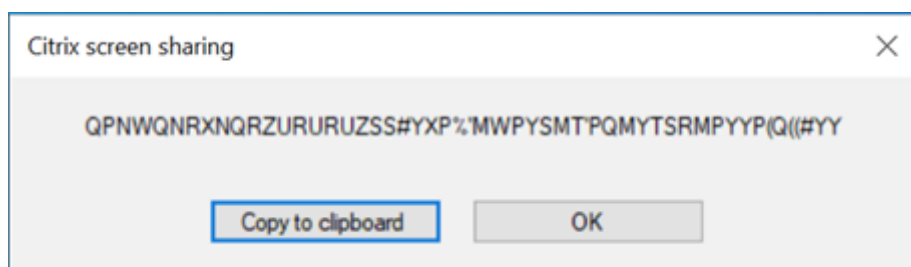 Citrix screen sharing
QPNWQNRXNQRZURURUZSS#YXP%'MWPYSMT'PQMYTSRMPYYP(Q((#YY
Copy to clipboard
OK